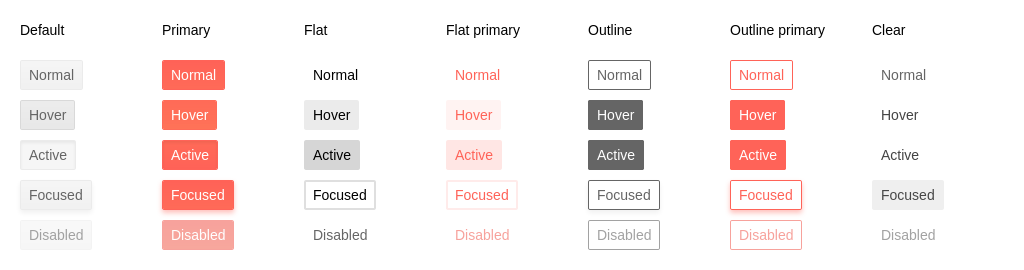 Default Primary Flat Flat primary Outline Outline primary Clear
Normal Normal Normal Normal Normal Normal Normal
Hover Hover Hover Hover Hover Hover Hover
Active Active Active Active Active Active Active
Focused Focused Focused Focused Focused Focused Focused
Disabled Disabled Disabled Disabled Disabled Disabled Disabled